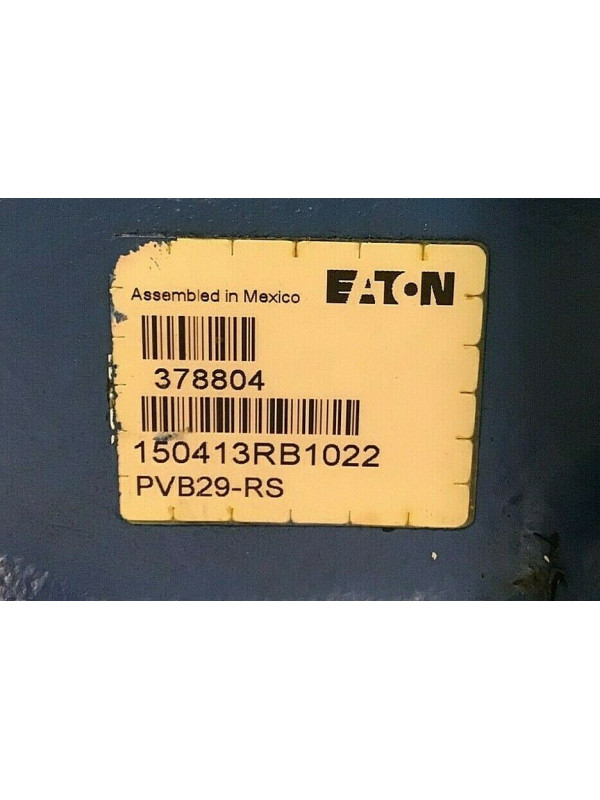 Assembled in Mexico
EATON
378804
150413RB1022
PVB29-RS